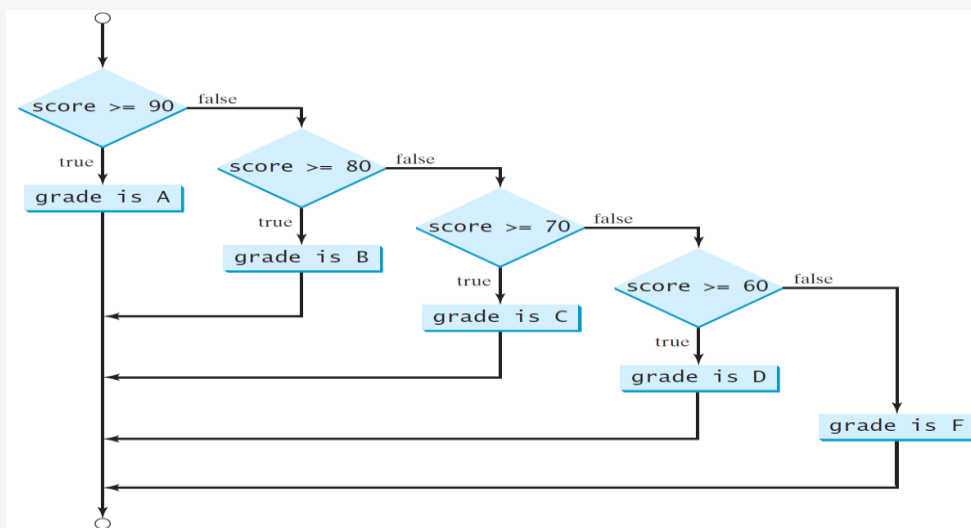 score >= 90
false
true
grade is A
score >= 80
false
true
grade is B
score >= 70
false
true
grade is C
score >= 60
false
true
grade is D
grade is F